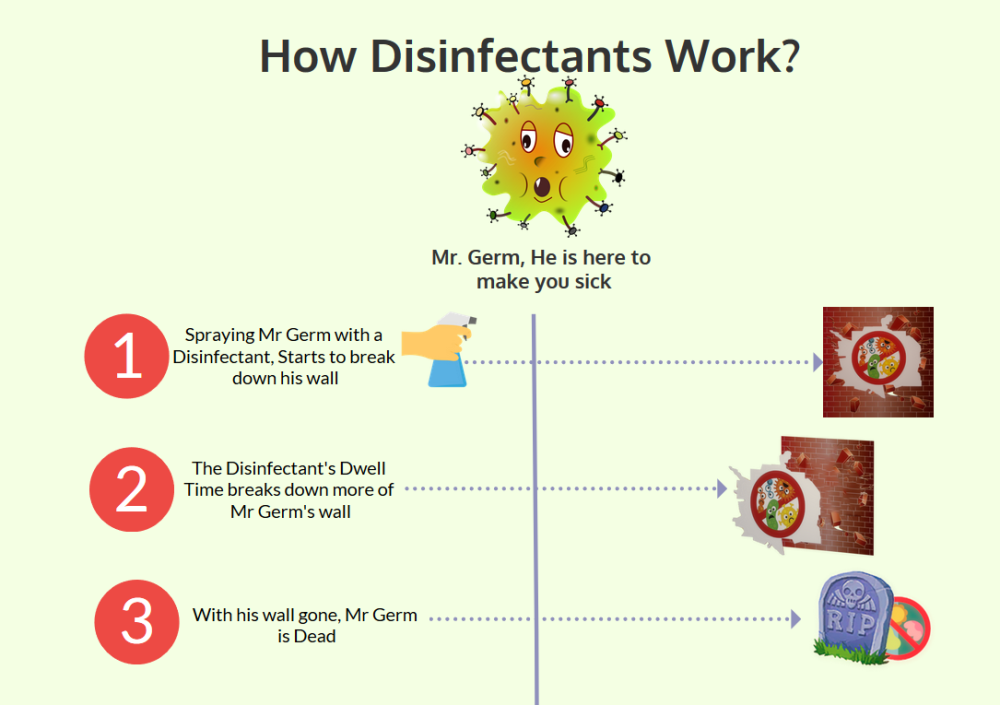 How Disinfectants Work?
Mr. Germ, He is here to
make you sick
1
Spraying Mr Germ with a
Disinfectant, Starts to break
down his wall
2
The Disinfectant's Dwell
Time breaks down more of
Mr Germ's wall
3
With his wall gone, Mr Germ
is Dead
RIP